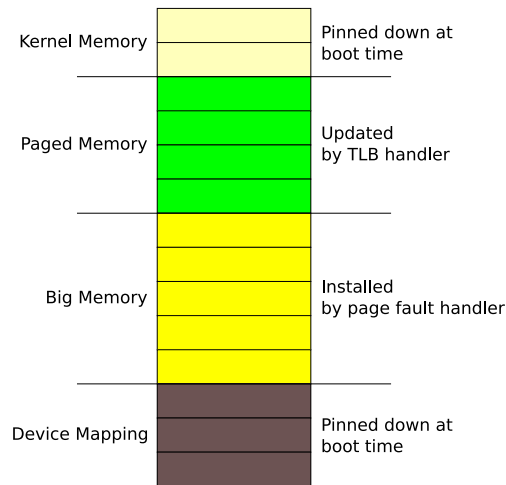 Kernel Memory
Pinned down at
boot time
Paged Memory
Updated
by TLB handler
Big Memory
Installed
by page fault handler
Device Mapping
Pinned down at
boot time